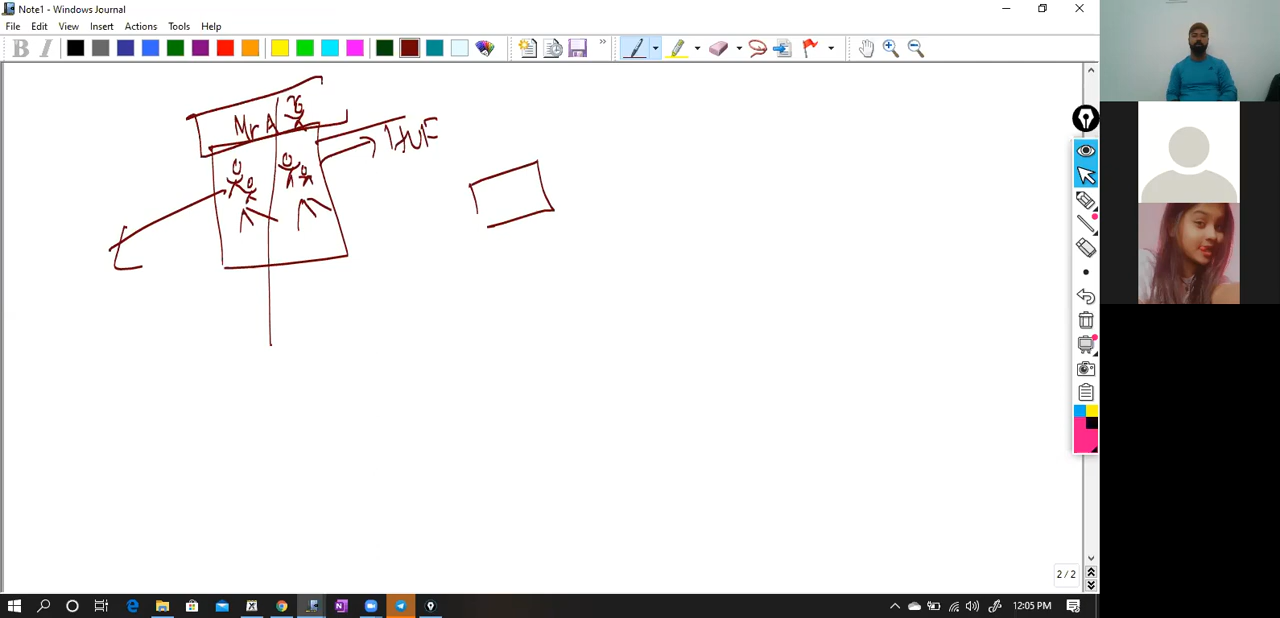 Note1 - Windows Journal
File Edit View Insert Actions Tools Help
B I
Mr A
HUF
2 / 2
12:05 PM